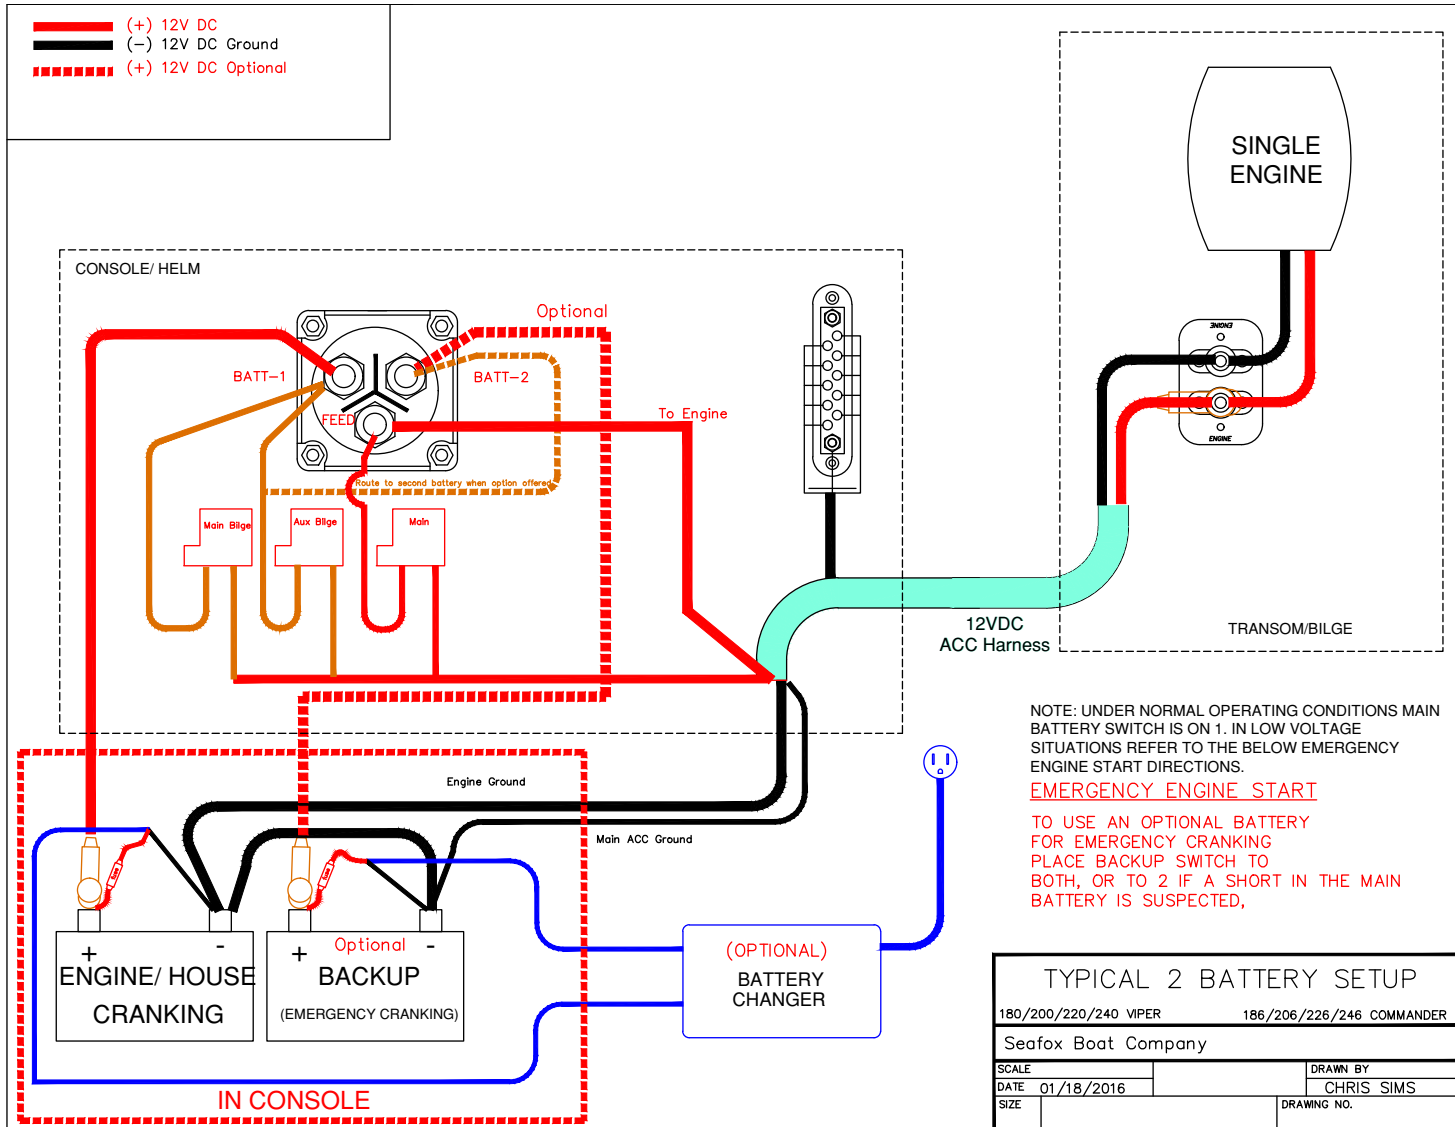 (+) 12V DC
(-) 12V DC Ground
(+) 12V DC Optional
SINGLE
ENGINE
CONSOLE/ HELM
Optional
BATT-1
BATT-2
FEED
To Engine
Route to second battery when option offered
Main Bilge
Aux Bilge
Main
ENGINE
ENGINE
12VDC
ACC Harness
TRANSOM/BILGE
NOTE: UNDER NORMAL OPERATING CONDITIONS MAIN
BATTERY SWITCH IS ON 1. IN LOW VOLTAGE
SITUATIONS REFER TO THE BELOW EMERGENCY
ENGINE START DIRECTIONS.
EMERGENCY ENGINE START
TO USE AN OPTIONAL BATTERY
FOR EMERGENCY CRANKING
PLACE BACKUP SWITCH TO
BOTH, OR TO 2 IF A SHORT IN THE MAIN
BATTERY IS SUSPECTED,
Engine Ground
Main ACC Ground
fuse
fuse
+ -
ENGINE/ HOUSE
CRANKING
+ Optional -
BACKUP
(EMERGENCY CRANKING)
(OPTIONAL)
BATTERY
CHANGER
IN CONSOLE
TYPICAL 2 BATTERY SETUP
180/200/220/240 VIPER 186/206/226/246 COMMANDER
Seafox Boat Company
SCALE DRAWN BY
DATE 01/18/2016 CHRIS SIMS
SIZE DRAWING NO.